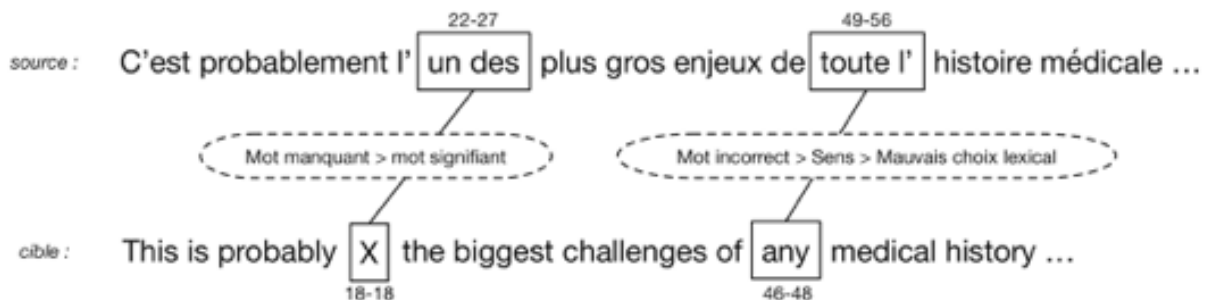 22-27 49-56
source : C'est probablement l' un des plus gros enjeux de toute l' histoire médicale ...
Mot manquant > mot signifiant Mot incorrect > Sens > Mauvais choix lexical
cible : This is probably X the biggest challenges of any medical history ...
18-18 46-48